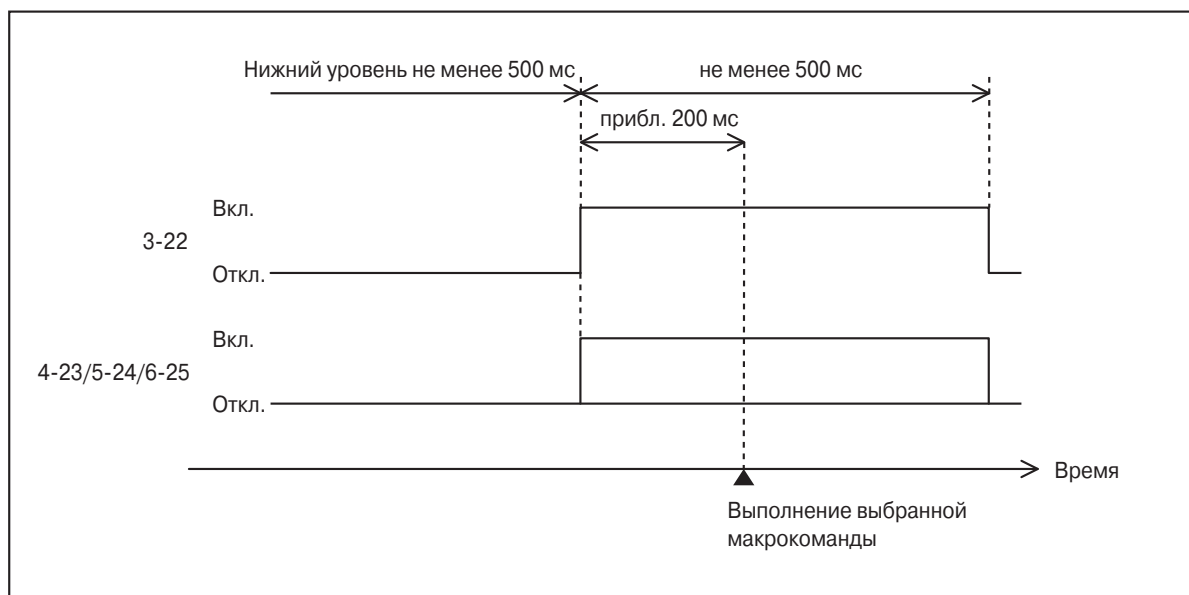 Нижний уровень не менее 500 мс
не менее 500 мс
прибл. 200 мс
Вкл.
3-22
Откл.
Вкл.
4-23/5-24/6-25
Откл.
Время
Выполнение выбранной
макрокоманды